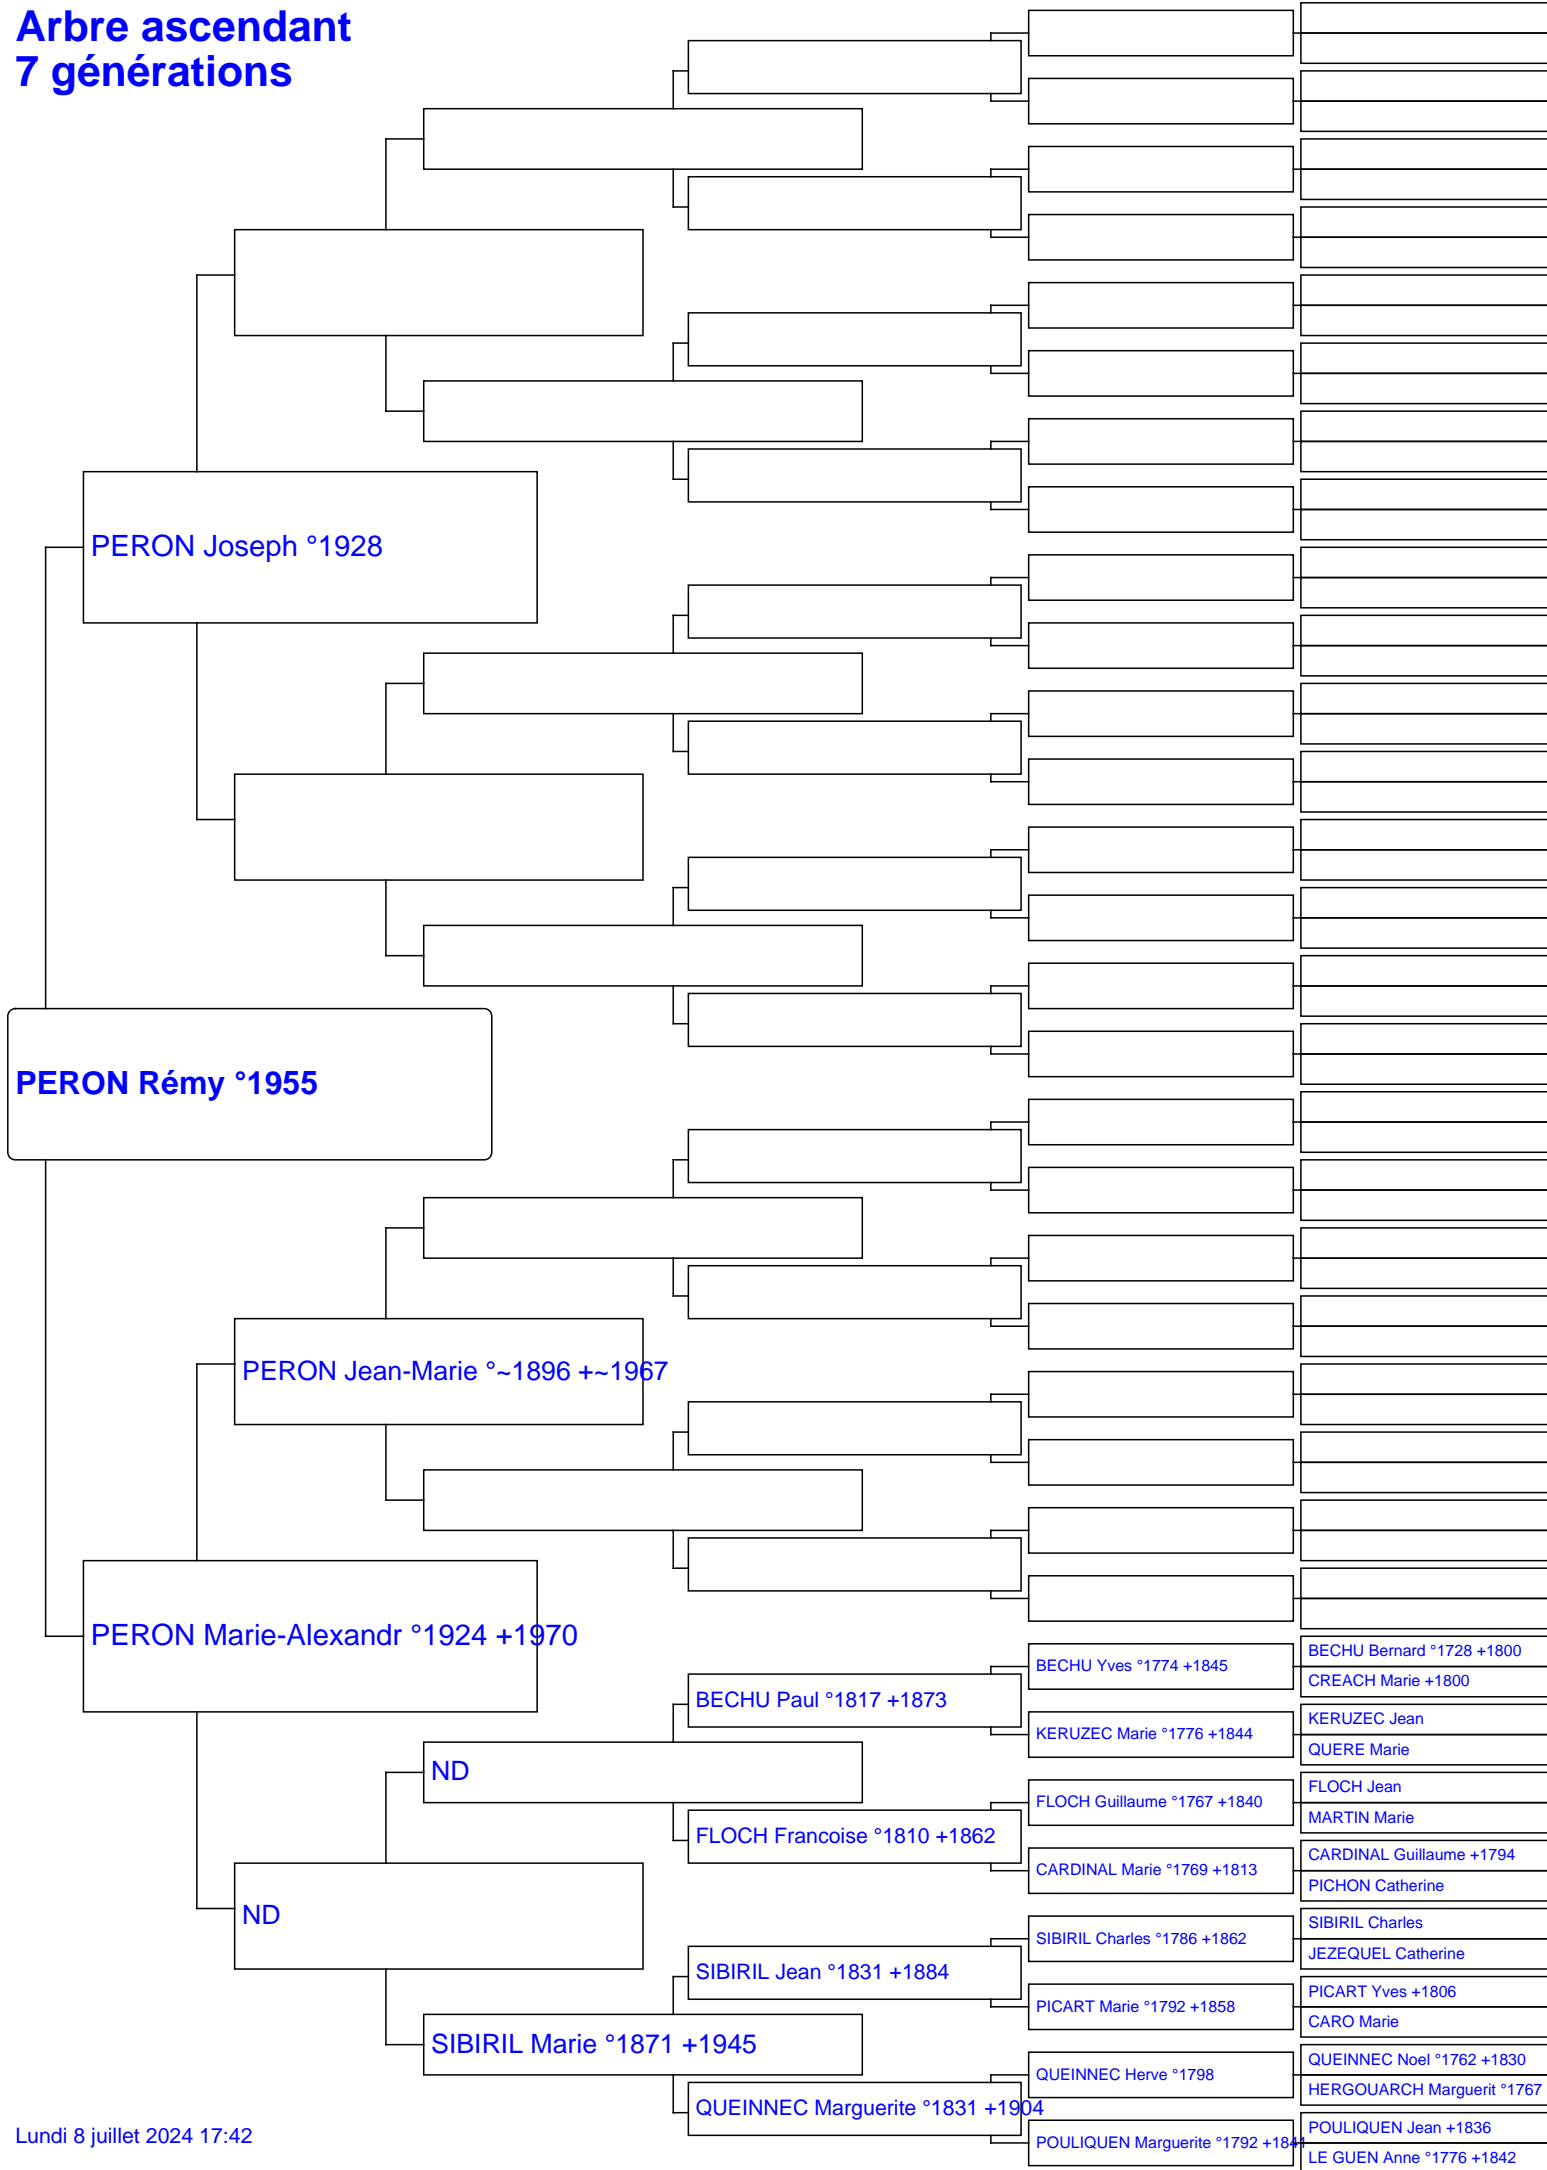 Arbre ascendant
7 générations
PERON Joseph °1928
PERON Rémy °1955
PERON Jean-Marie °~1896 +~1967
PERON Marie-Alexandr °1924 +1970
BECHU Bernard °1728 +1800
BECHU Yves °1774 +1845
CREACH Marie +1800
BECHU Paul °1817 +1873
KERUZEC Jean
KERUZEC Marie °1776 +1844
QUERE Marie
ND
FLOCH Jean
FLOCH Guillaume °1767 +1840
MARTIN Marie
FLOCH Francoise °1810 +1862
CARDINAL Guillaume +1794
CARDINAL Marie °1769 +1813
PICHON Catherine
ND
SIBIRIL Charles
SIBIRIL Charles °1786 +1862
JEZEQUEL Catherine
SIBIRIL Jean °1831 +1884
PICART Yves +1806
PICART Marie °1792 +1858
CARO Marie
SIBIRIL Marie °1871 +1945
QUEINNEC Noel °1762 +1830
QUEINNEC Herve °1798
HERGOUARCH Marguerit °1767
QUEINNEC Marguerite °1831 +1904
POULIQUEN Jean +1836
POULIQUEN Marguerite °1792 +1841
LE GUEN Anne °1776 +1842
Lundi 8 juillet 2024 17:42